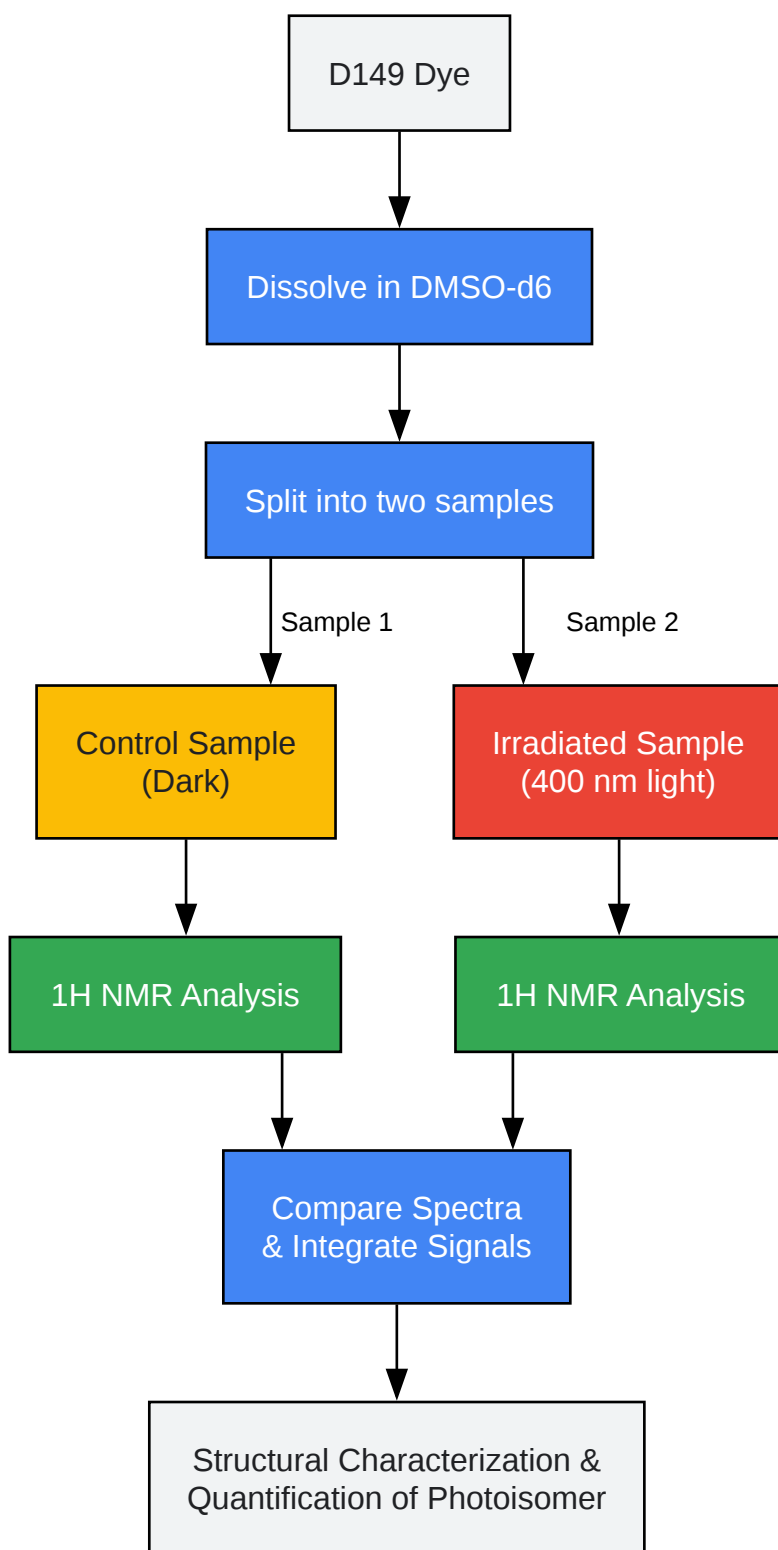 D149 Dye
Dissolve in DMSO-d6
Split into two samples
Sample 1
Sample 2
Control Sample
(Dark)
Irradiated Sample
(400 nm light)
1H NMR Analysis
1H NMR Analysis
Compare Spectra
& Integrate Signals
Structural Characterization &
Quantification of Photoisomer